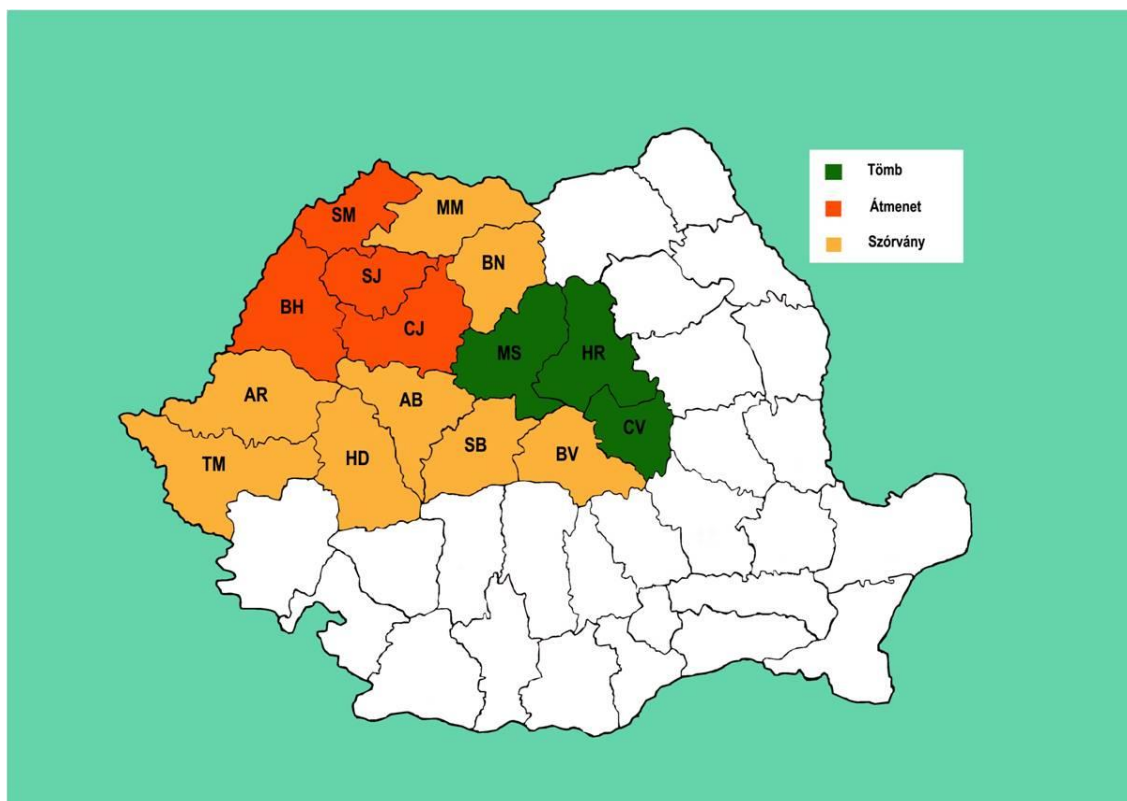 Tömb
Átmenet
Szórvány
SM
MM
BN
SJ
BH
CJ
MS
HR
AR
AB
CV
SB
BV
HD
TM